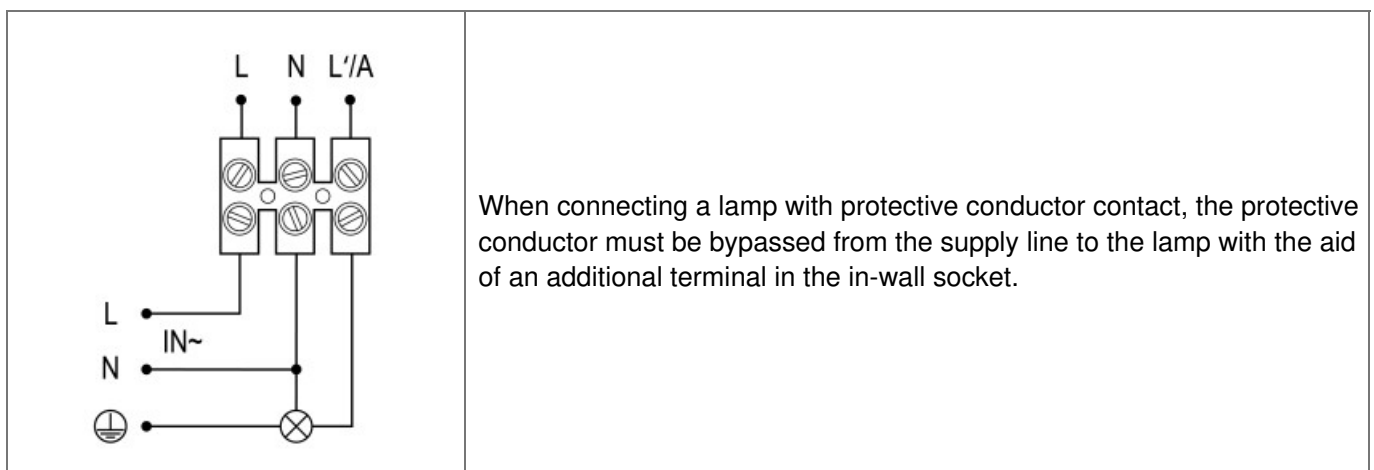 L N L‘/A
L
IN~
N
When connecting a lamp with protective conductor contact, the protective
conductor must be bypassed from the supply line to the lamp with the aid
of an additional terminal in the in-wall socket.